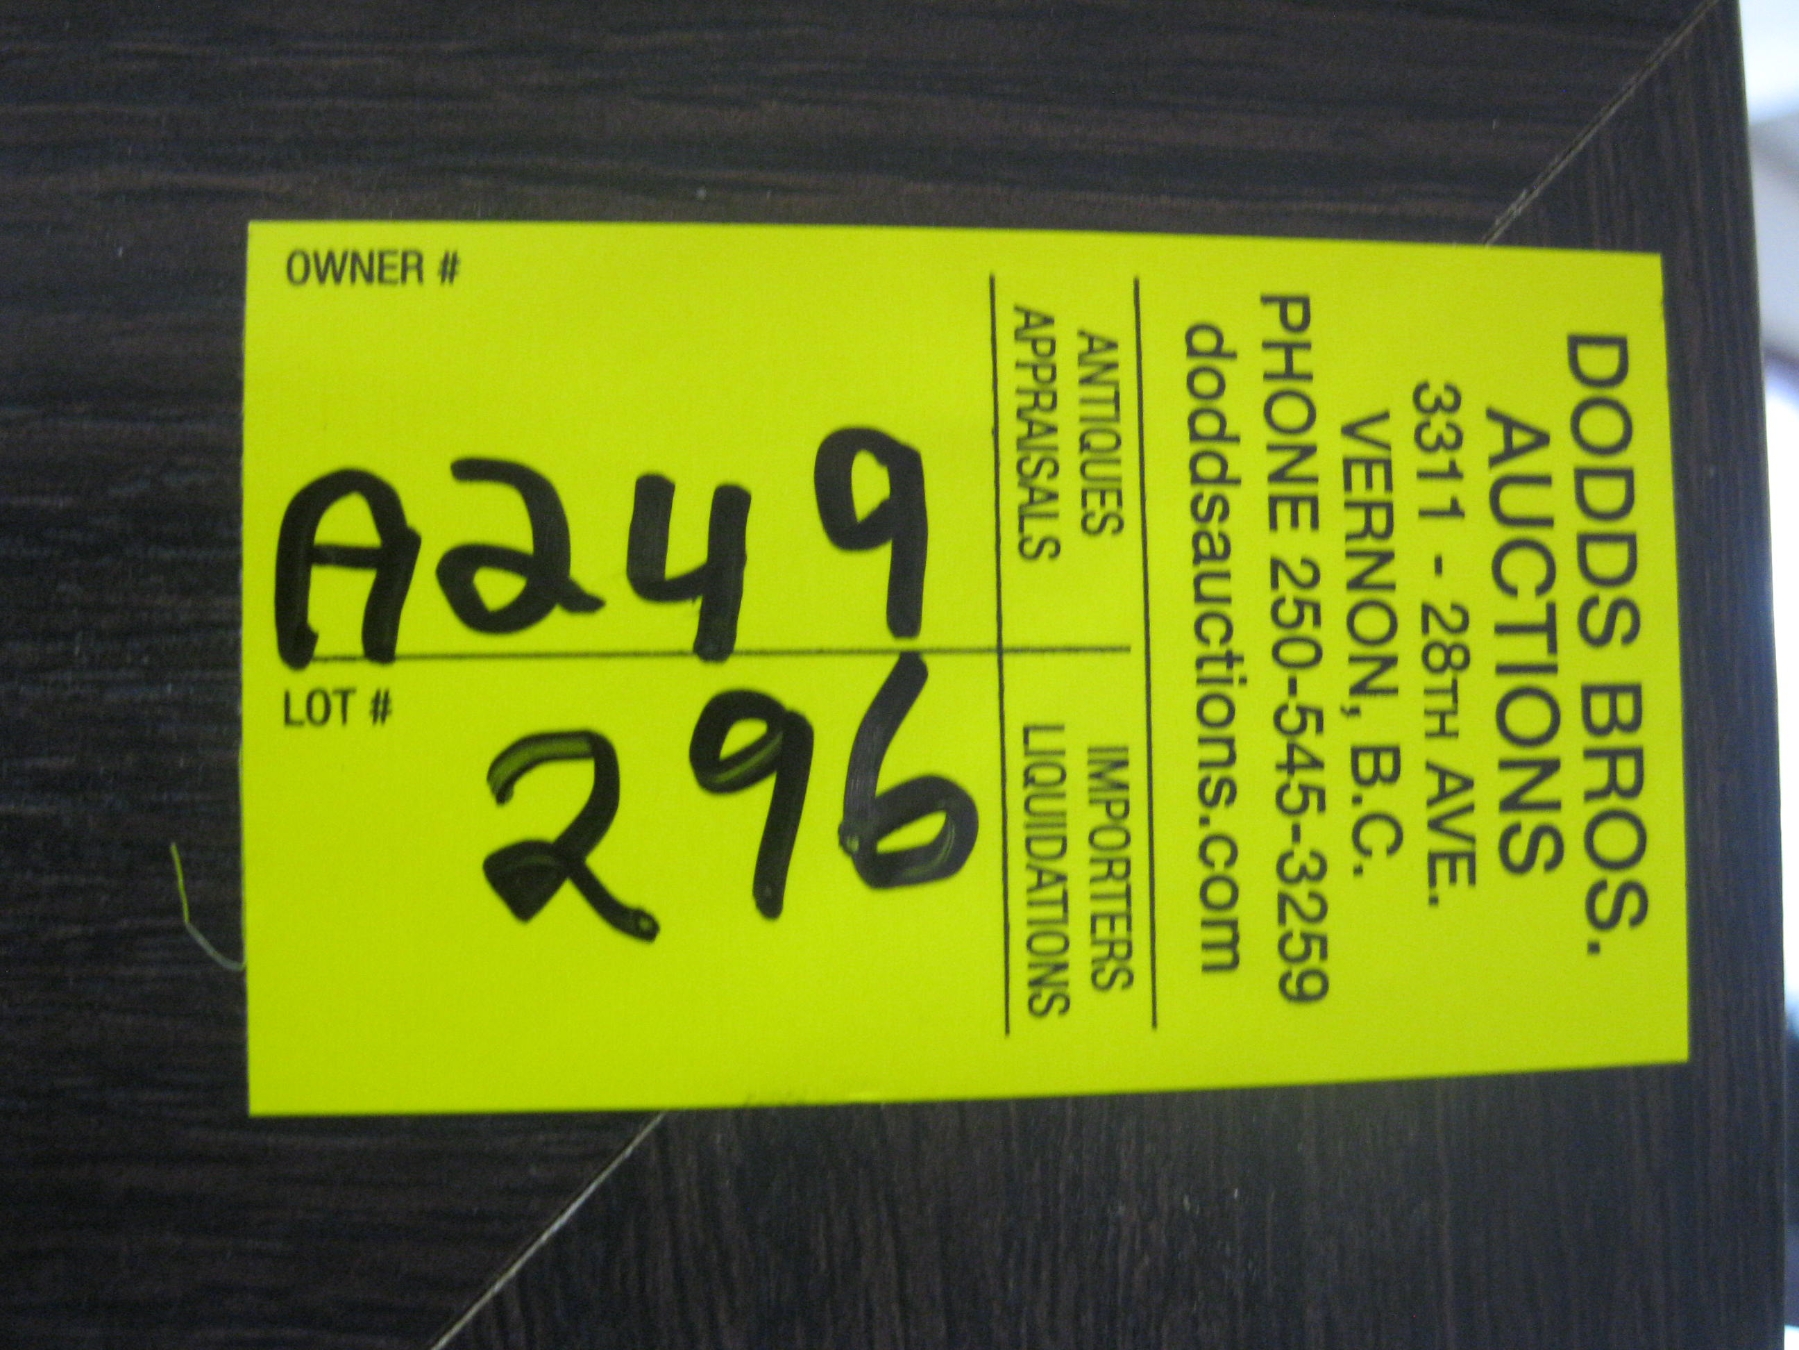 DODDS BROS.
AUCTIONS
3311 - 28TH AVE.
VERNON, B.C.
PHONE 250-545-3259
doddsauctions.com
ANTIQUES
APPRAISALS
IMPORTERS
LIQUIDATIONS
OWNER #
A249
LOT #
296